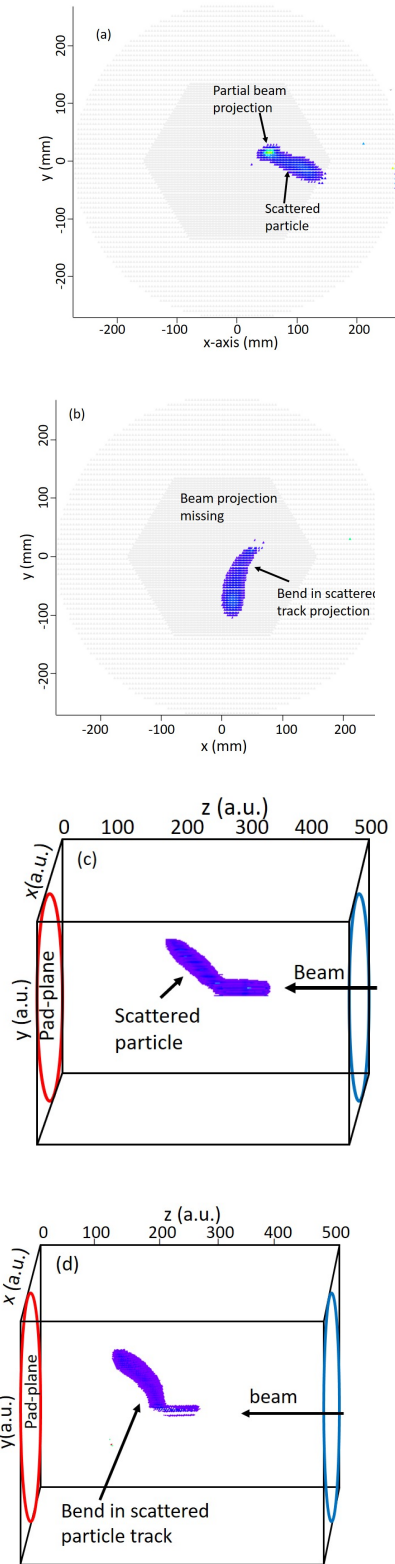 (a)
200
100
0
-100
-200
y (mm)
Partial beam
projection
Scattered
particle
-200
-100
0
100
200
x-axis (mm)
(b)
200
100
0
-100
-200
y (mm)
Beam projection
missing
Bend in scattered
track projection
-200
-100
0
100
200
x (mm)
z (a.u.)
0
100
200
300
400
500
x(a.u.)
(c)
y (a.u.)
Pad-plane
Beam
Scattered
particle
z (a.u.)
0
100
200
300
400
500
x (a.u.)
(d)
y(a.u.)
Pad-plane
beam
Bend in scattered
particle track